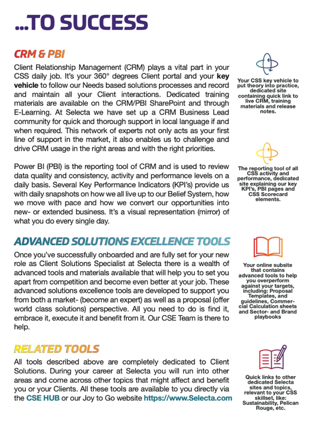 ...TO SUCCESS
CRM & PBI
Client Relationship Management (CRM) plays a vital part in your
CSS daily job. It's your 360° degrees Client portal and your key
vehicle to follow our Needs based solutions processes and record
and maintain all your Client interactions. Dedicated training
materials are available on the CRM/PBI SharePoint and through
E-Learning. At Selecta we have set up a CRM Business Lead
community for quick and thorough support in local language if and
when required. This network of experts not only acts as your first
line of support in the market, it also enables us to challenge and
drive CRM usage in the right areas and with the right priorities.
Your CSS key vehicle to
put theory into practice,
dedicated site
containing quick link to
live CRM, training
materials and release
notes.
Power BI (PBI) is the reporting tool of CRM and is used to review
data quality and consistency, activity and performance levels on a
daily basis. Several Key Performance Indicators (KPI's) provide us
with daily snapshots on how we all live up to our Belief System, how
we move with pace and how we convert our opportunities into
new- or extended business. It's a visual representation (mirror) of
what you do every single day.
The reporting tool of all
CSS activity and
performance, dedicated
site explaining our key
KPI's, PBI pages and
CSS Scorecard
elements.
ADVANCED SOLUTIONS EXCELLENCE TOOLS
Once you've successfully onboarded and are fully set for your new
role as Client Solutions Specialist at Selecta there is a wealth of
advanced tools and materials available that will help you to set you
apart from competition and become even better at your job. These
advanced solutions excellence tools are developed to support you
from both a market- (become an expert) as well as a proposal (offer
world class solutions) perspective. All you need to do is find it,
embrace it, execute it and benefit from it. Our CSE Team is there to
help.
Your online subsite
that contains
advanced tools to help
you overperform
against your targets,
including: Proposal
Templates, and
guidelines, Commer-
cial Calculation sheets
and Sector- and Brand
playbooks
RELATED TOOLS
All tools described above are completely dedicated to Client
Solutions. During your career at Selecta you will run into other
areas and come across other topics that might affect and benefit
you or your Clients. All these tools are available to you directly via
the CSE HUB or our Joy to Go website https://www.Selecta.com
Quick links to other
dedicated Selecta
sites and topics,
relevant to your CSS
skillset, like:
Sustainability, Pelican
Rouge, etc.